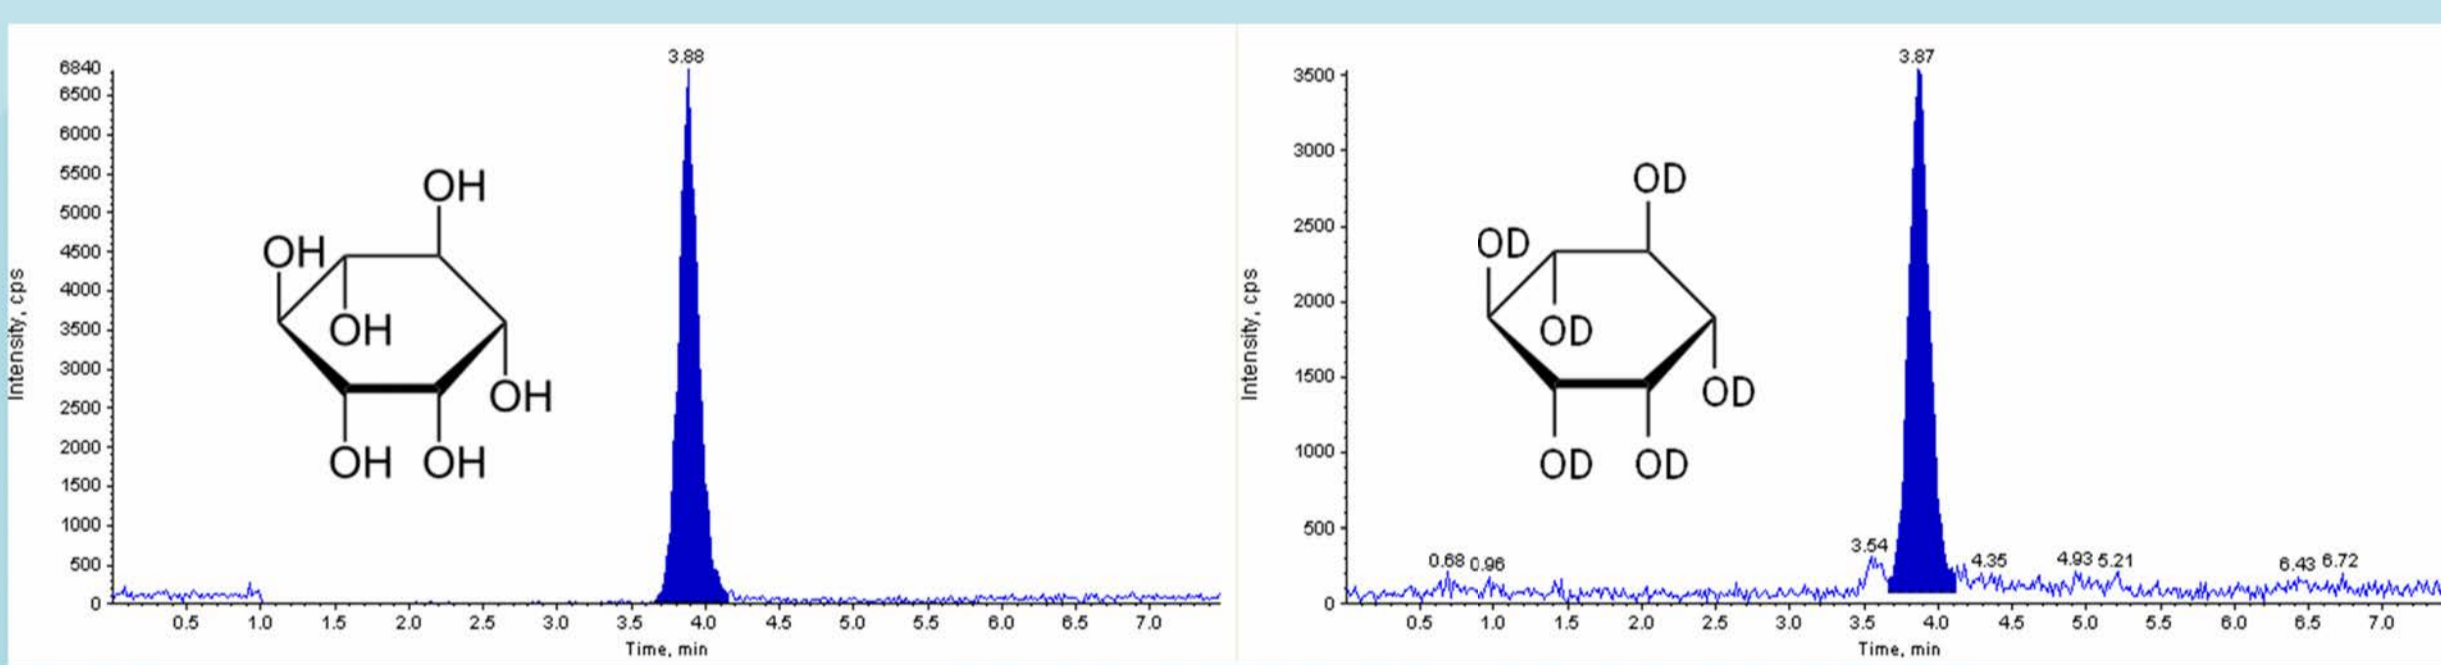 3.88
6840
6500
6000
5500
5000
4500
4000
3500
3000
2500
2000
1500
1000
500
0
Intensity, cps
OH
OH
OH
OH
OH OH
0.5 1.0 1.5 2.0 2.5 3.0 3.5 4.0 4.5 5.0 5.5 6.0 6.5 7.0
Time, min
3.87
3500
3000
2500
2000
1500
1000
500
0
Intensity, cps
OD
OD
OD
OD
OD OD
0.68 0.96 3.54 4.35 4.93 5.21 6.43 6.72
0.5 1.0 1.5 2.0 2.5 3.0 3.5 4.0 4.5 5.0 5.5 6.0 6.5 7.0
Time, min